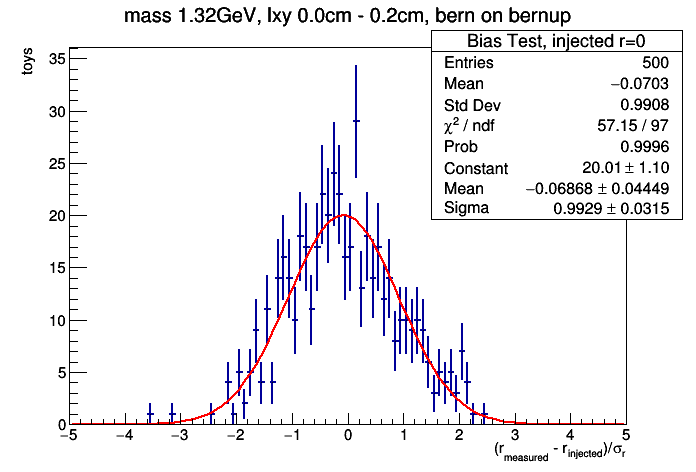 mass 1.32GeV, lxy 0.0cm - 0.2cm, bern on bernup
Bias Test, injected r=0
Entries 500
Mean −0.0703
Std Dev 0.9908
χ² / ndf 57.15 / 97
Prob 0.9996
Constant 20.01 ± 1.10
Mean −0.06868 ± 0.04449
Sigma 0.9929 ± 0.0315
toys
35
30
25
20
15
10
5
0
−5 −4 −3 −2 −1 0 1 2 3 4 5
(r_measured - r_injected)/σ_r